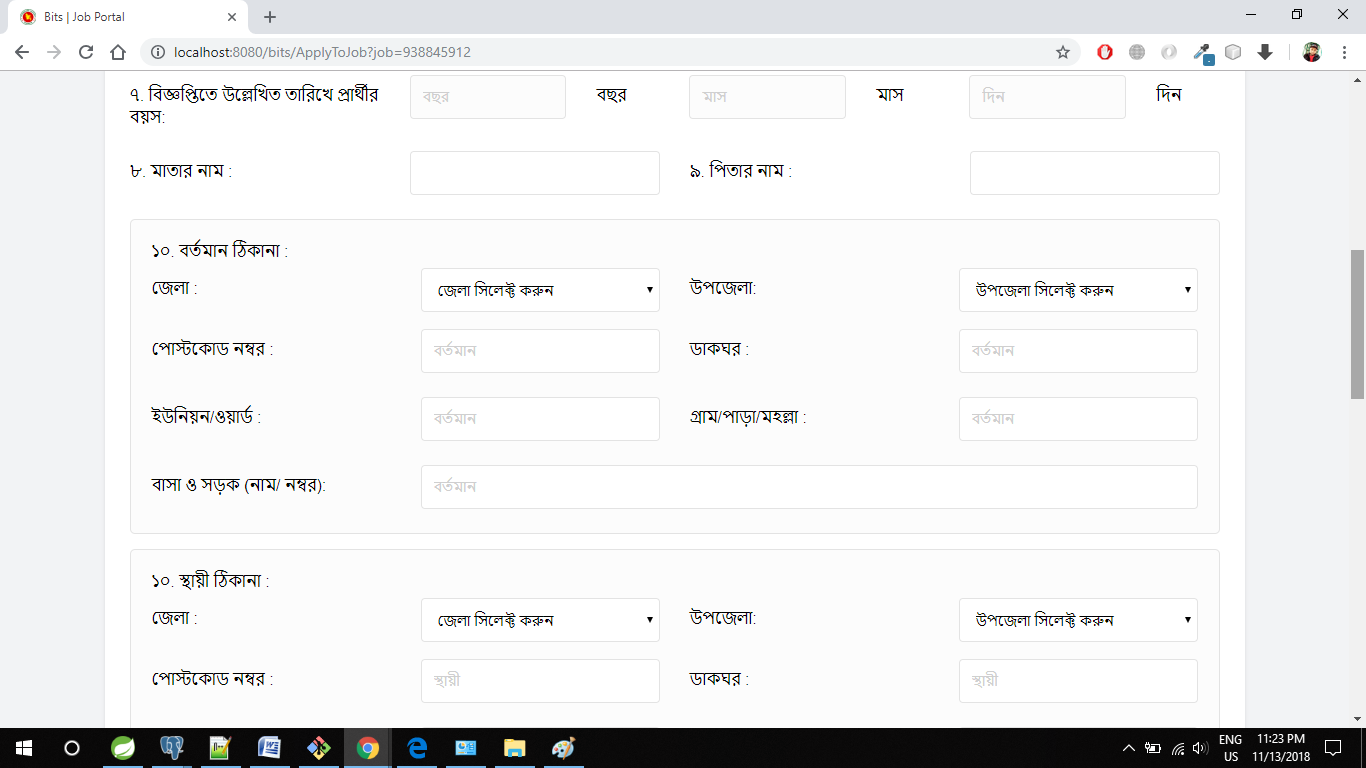 Bits | Job Portal
localhost:8080/bits/ApplyToJob?job=938845912
৭. বিজ্ঞপ্তিতে উল্লেখিত তারিখে প্রার্থীর বয়স: বছর বছর মাস মাস দিন দিন
৮. মাতার নাম : ৯. পিতার নাম :
১০. বর্তমান ঠিকানা :
জেলা : জেলা সিলেক্ট করুন উপজেলা: উপজেলা সিলেক্ট করুন
পোস্টকোড নম্বর : বর্তমান ডাকঘর : বর্তমান
ইউনিয়ন/ওয়ার্ড : বর্তমান গ্রাম/পাড়া/মহল্লা : বর্তমান
বাসা ও সড়ক (নাম/ নম্বর): বর্তমান
১০. স্থায়ী ঠিকানা :
জেলা : জেলা সিলেক্ট করুন উপজেলা: উপজেলা সিলেক্ট করুন
পোস্টকোড নম্বর : স্থায়ী ডাকঘর : স্থায়ী
ENG 11:23 PM
US 11/13/2018